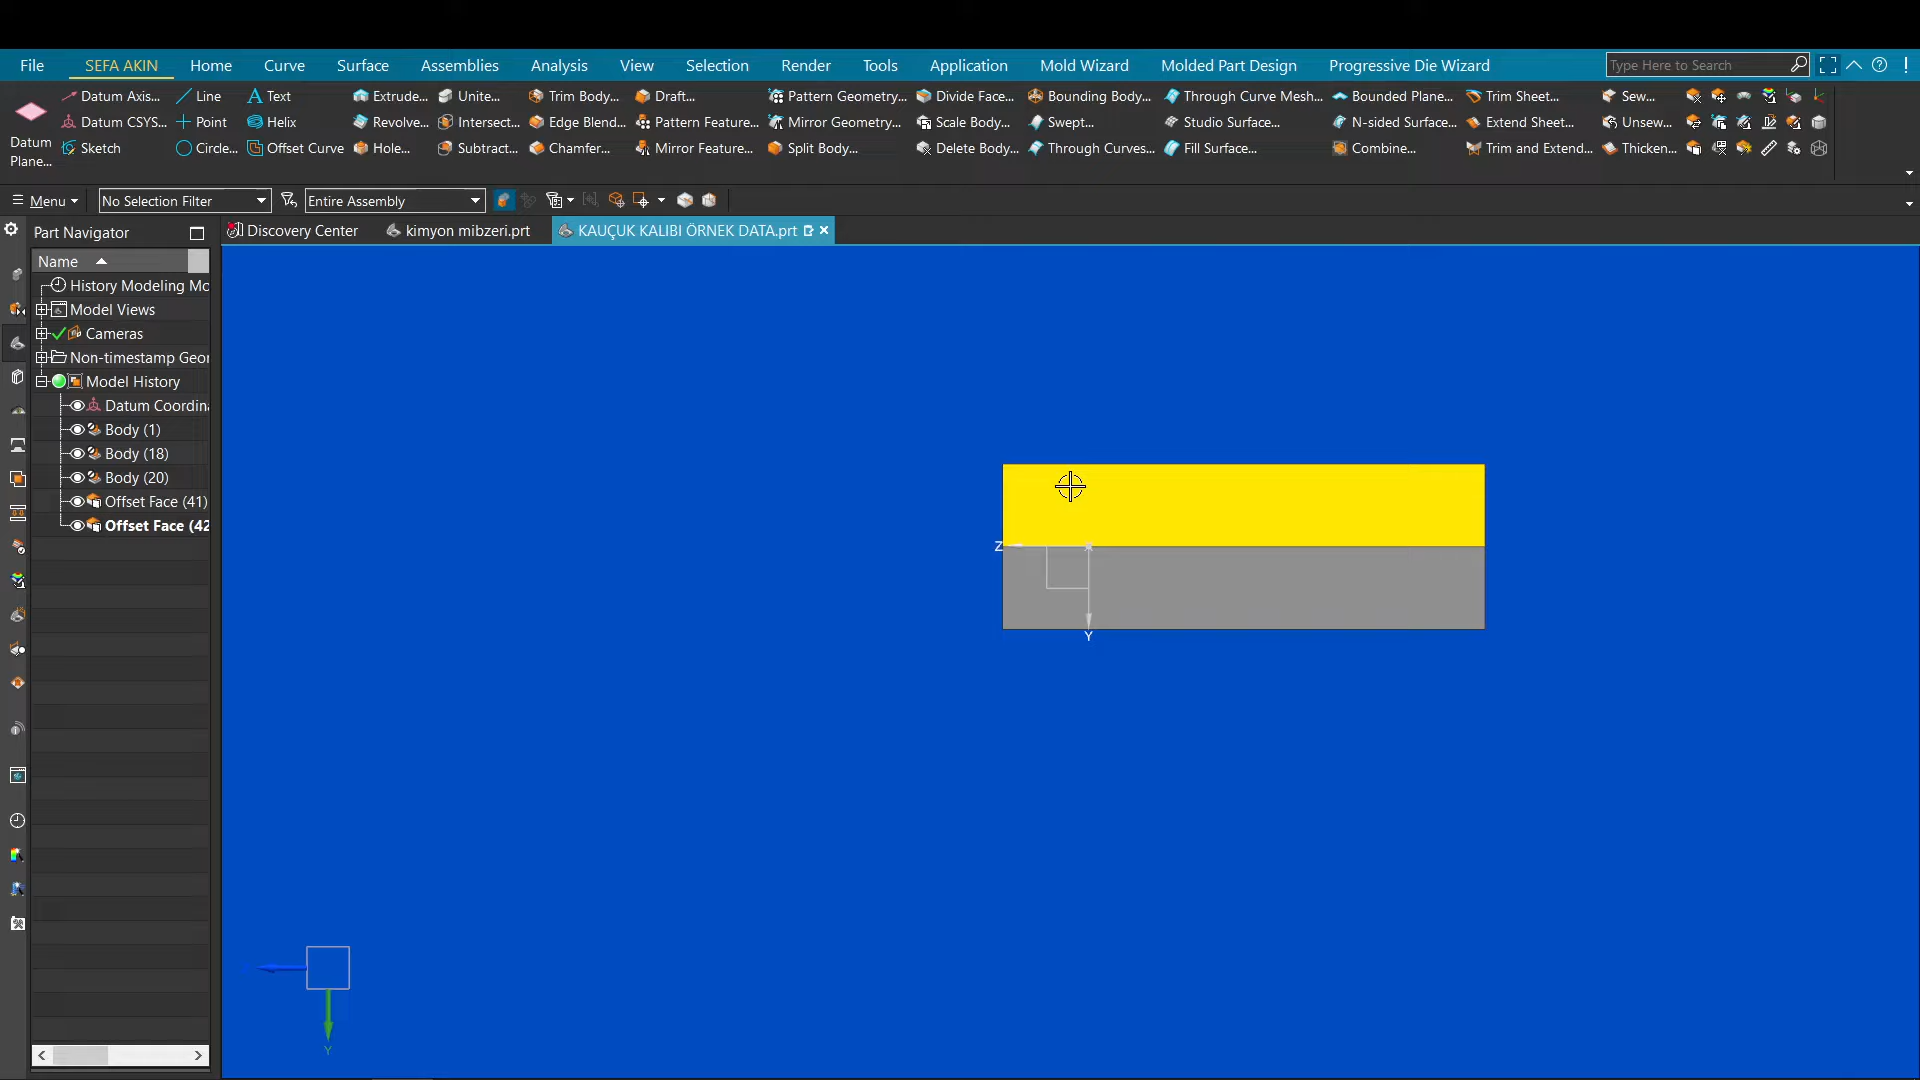 File SEFA AKIN Home Curve Surface Assemblies Analysis View Selection Render Tools Application Mold Wizard Molded Part Design Progressive Die Wizard Type Here to Search
Datum Plane...
Datum Axis... Line Text Extrude... Unite... Trim Body... Draft... Pattern Geometry... Divide Face... Bounding Body... Through Curve Mesh... Bounded Plane... Trim Sheet... Sew...
Datum CSYS... Point Helix Revolve... Intersect... Edge Blend... Pattern Feature... Mirror Geometry... Scale Body... Swept... Studio Surface... N-sided Surface... Extend Sheet... Unsew...
Sketch Circle... Offset Curve Hole... Subtract... Chamfer... Mirror Feature... Split Body... Delete Body... Through Curves... Fill Surface... Combine... Trim and Extend... Thicken...
Menu No Selection Filter Entire Assembly
Part Navigator Discovery Center kimyon mibzeri.prt KAUÇUK KALIBI ÖRNEK DATA.prt
Name
History Modeling Mo
Model Views
Cameras
Non-timestamp Geor
Model History
Datum Coordina
Body (1)
Body (18)
Body (20)
Offset Face (41)
Offset Face (42
Z
Y
Y